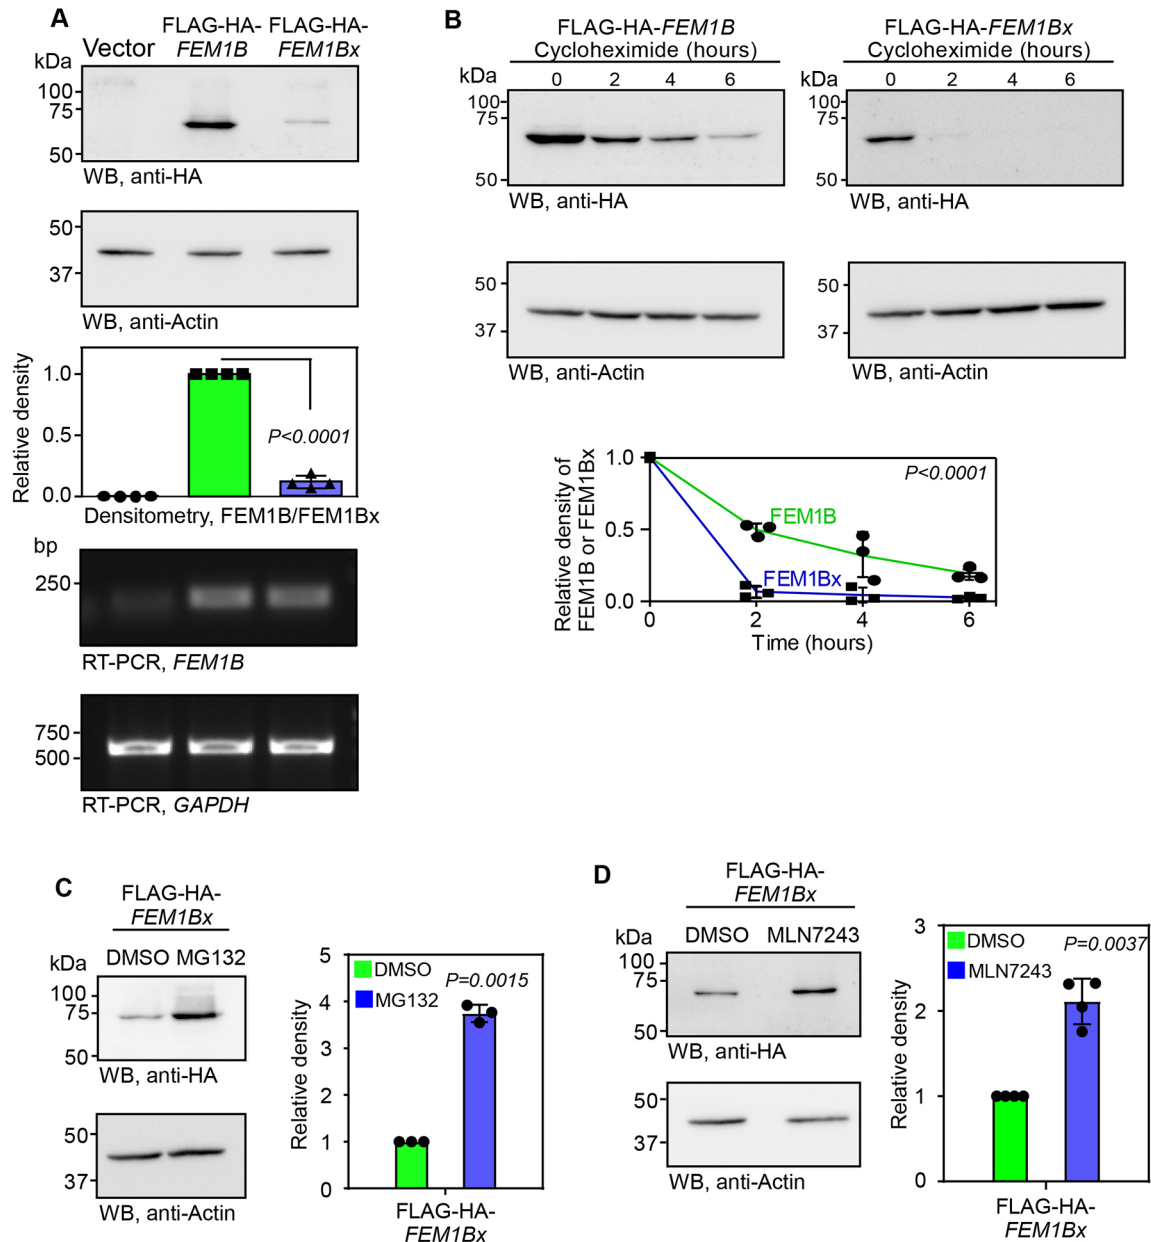 A
Vector
FLAG-HA-
FEM1B
FLAG-HA-
FEM1Bx
kDa
100
75
50
WB, anti-HA
50
37
WB, anti-Actin
Relative density
1.0
0.5
0.0
P<0.0001
Densitometry, FEM1B/FEM1Bx
bp
250
RT-PCR, FEM1B
750
500
RT-PCR, GAPDH
B
FLAG-HA-FEM1B
Cycloheximide (hours)
kDa
0 2 4 6
100
75
50
WB, anti-HA
50
37
WB, anti-Actin
FLAG-HA-FEM1Bx
Cycloheximide (hours)
kDa
0 2 4 6
100
75
50
WB, anti-HA
50
37
WB, anti-Actin
Relative density of
FEM1B or FEM1Bx
1.0
0.5
0.0
P<0.0001
FEM1B
FEM1Bx
0 2 4 6
Time (hours)
C
FLAG-HA-
FEM1Bx
DMSO MG132
kDa
100
75
50
WB, anti-HA
50
37
WB, anti-Actin
Relative density
5
4
3
2
1
0
DMSO
MG132
P=0.0015
FLAG-HA-
FEM1Bx
D
FLAG-HA-
FEM1Bx
DMSO MLN7243
kDa
100
75
50
WB, anti-HA
50
37
WB, anti-Actin
Relative density
3
2
1
0
DMSO
MLN7243
P=0.0037
FLAG-HA-
FEM1Bx